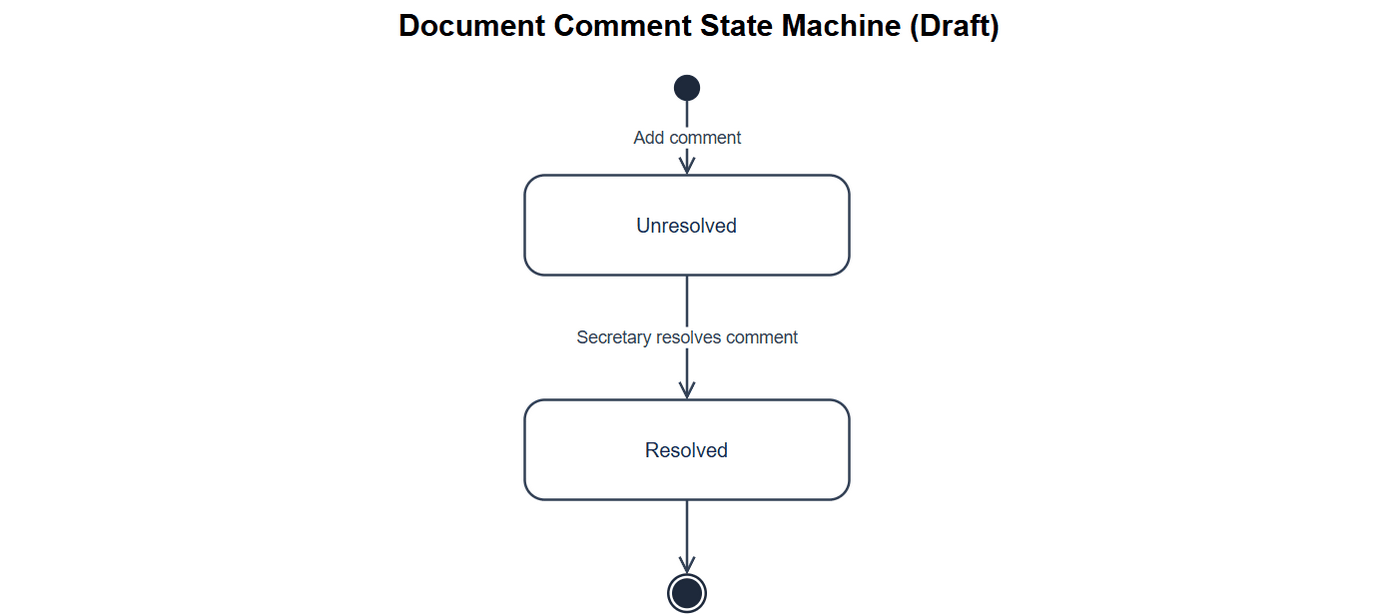 Document Comment State Machine (Draft)
Add comment
Unresolved
Secretary resolves comment
Resolved